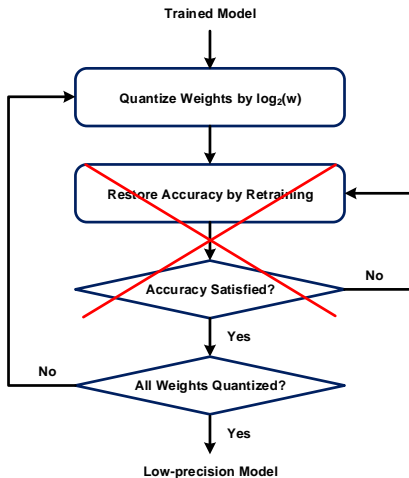 Trained Model
Quantize Weights by log₂(w)
Restore Accuracy by Retraining
Accuracy Satisfied?
No
Yes
No
All Weights Quantized?
Yes
Low-precision Model